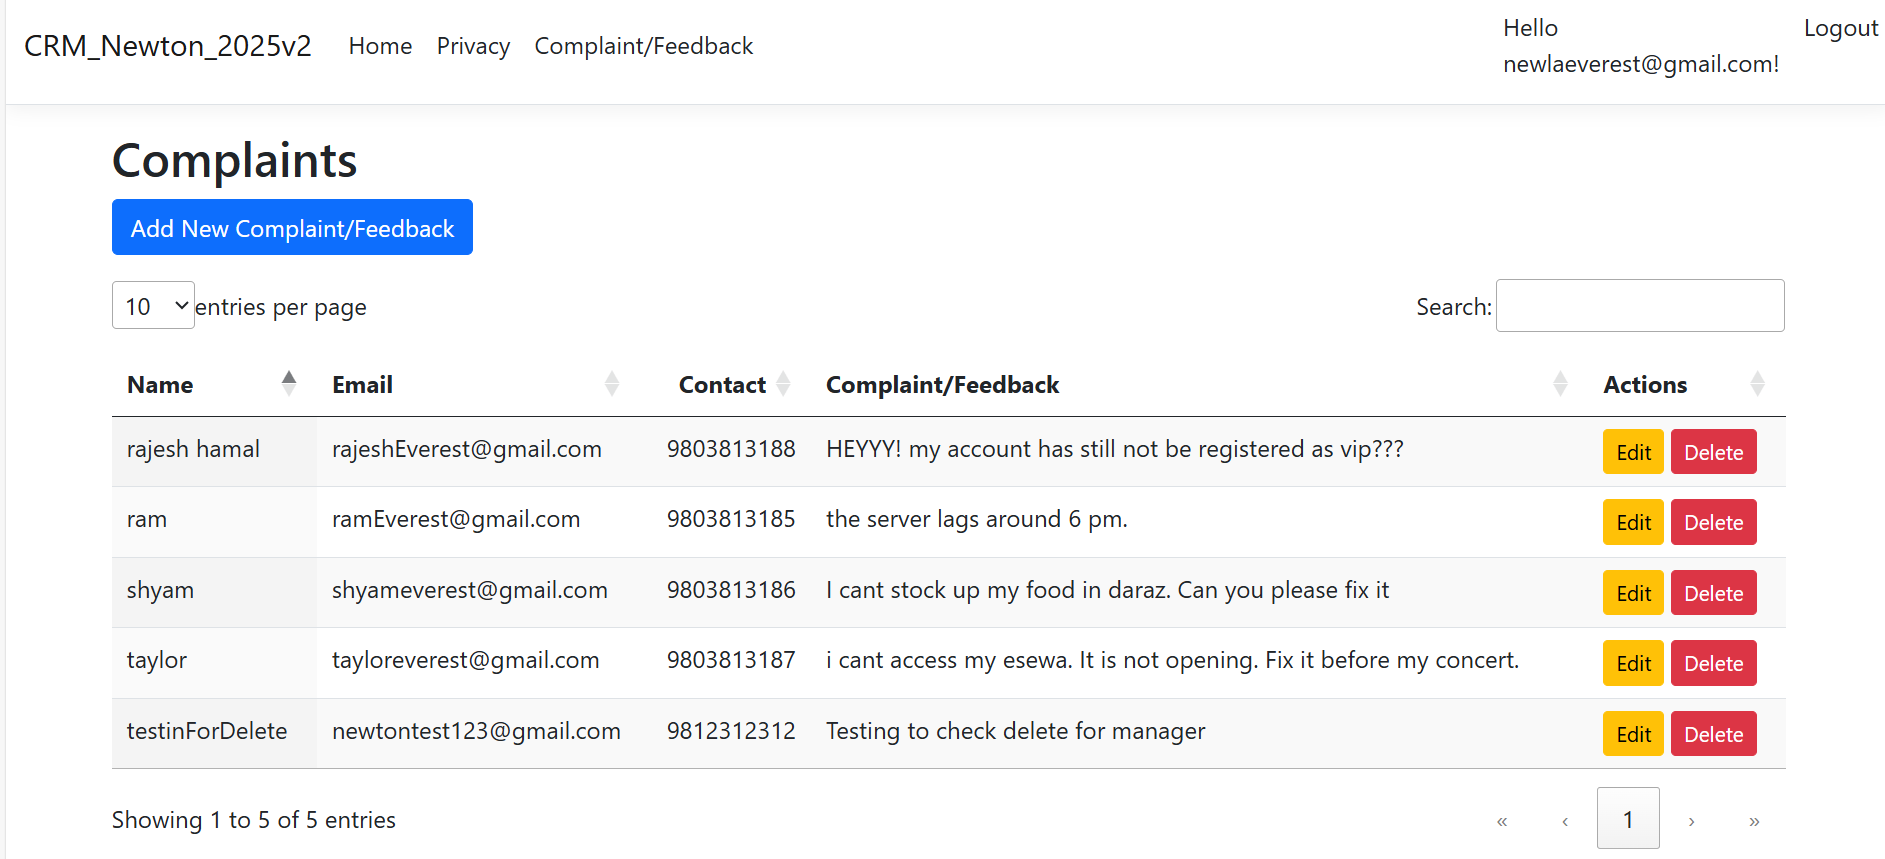 CRM_Newton_2025v2 Home Privacy Complaint/Feedback Hello newlaeverest@gmail.com! Logout
Complaints
Add New Complaint/Feedback
10 entries per page Search:
Name Email Contact Complaint/Feedback Actions
rajesh hamal rajeshEverest@gmail.com 9803813188 HEYYY! my account has still not be registered as vip??? Edit Delete
ram ramEverest@gmail.com 9803813185 the server lags around 6 pm. Edit Delete
shyam shyameverest@gmail.com 9803813186 I cant stock up my food in daraz. Can you please fix it Edit Delete
taylor tayloreverest@gmail.com 9803813187 i cant access my esewa. It is not opening. Fix it before my concert. Edit Delete
testinForDelete newtontest123@gmail.com 9812312312 Testing to check delete for manager Edit Delete
Showing 1 to 5 of 5 entries « ‹ 1 › »